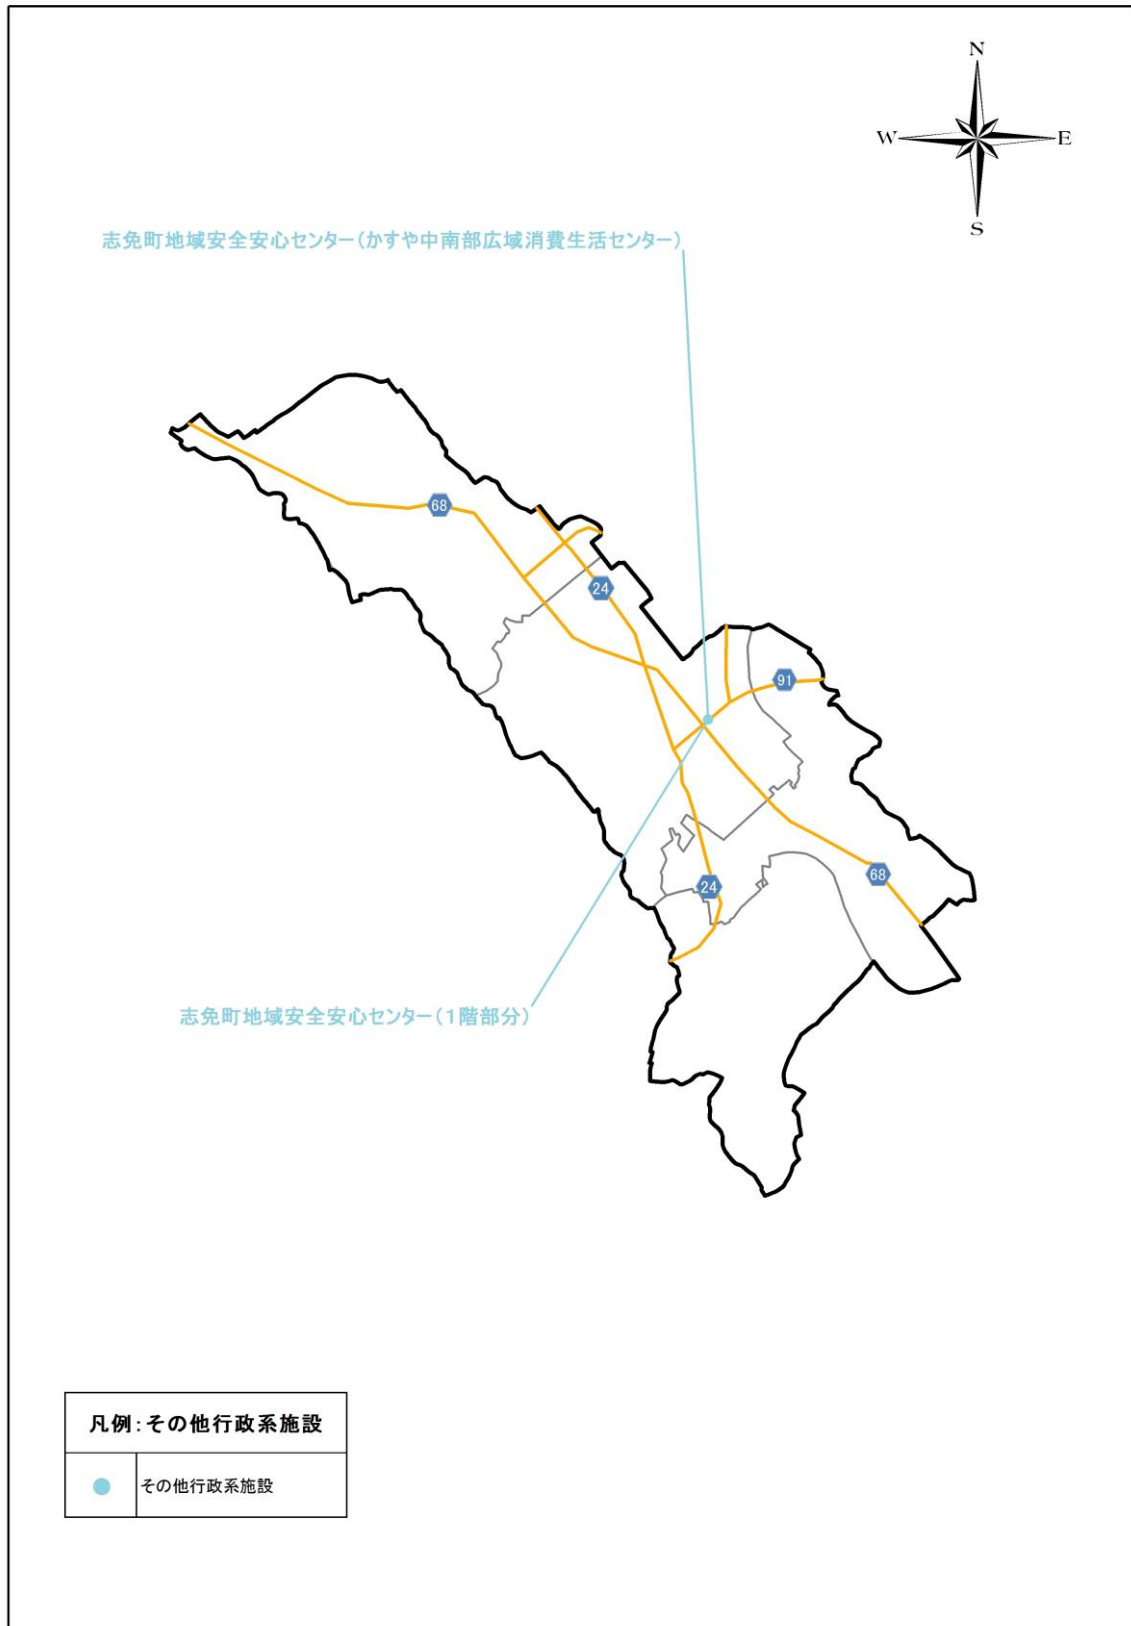 N
W
E
S
志免町地域安全安心センター(かすや中南部広域消費生活センター)
68
24
91
24
68
志免町地域安全安心センター(1階部分)
凡例:その他行政系施設
その他行政系施設